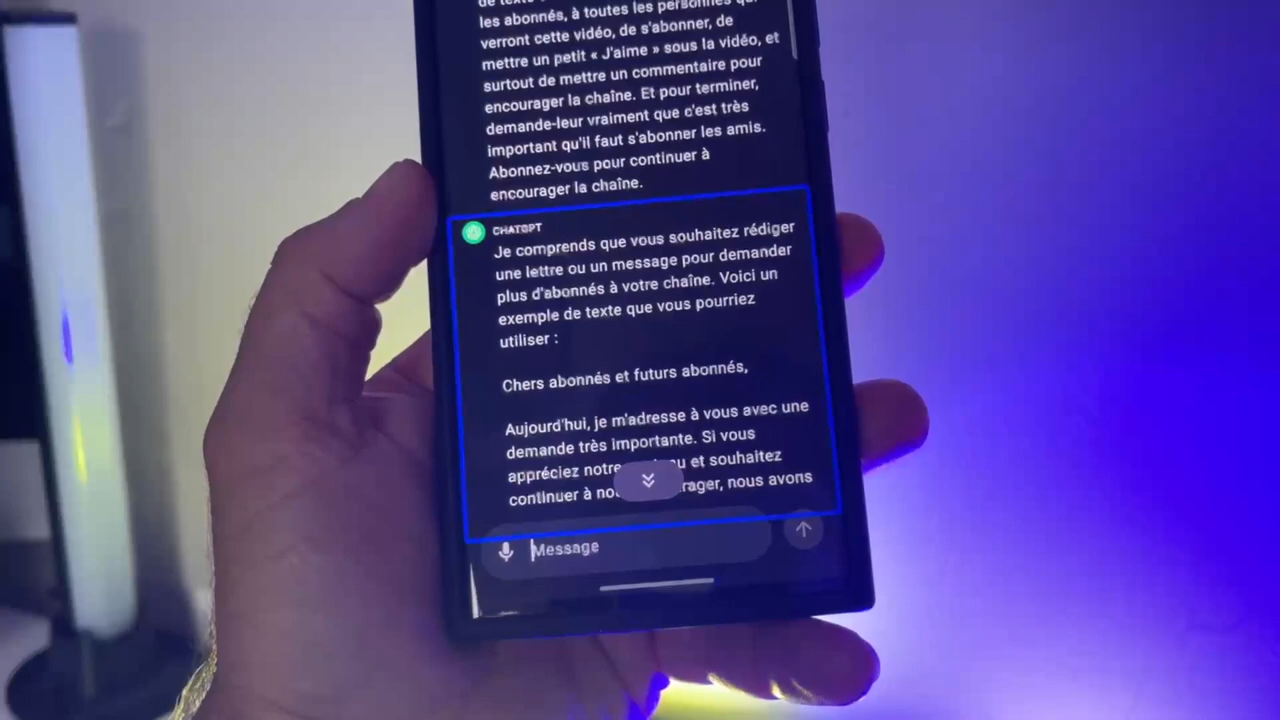 les abonnés, à toutes les personnes qui
verront cette vidéo, de s'abonner, de
mettre un petit « J'aime » sous la vidéo, et
surtout de mettre un commentaire pour
encourager la chaîne. Et pour terminer,
demande-leur vraiment que c'est très
important qu'il faut s'abonner les amis.
Abonnez-vous pour continuer à
encourager la chaîne.
CHATGPT
Je comprends que vous souhaitez rédiger
une lettre ou un message pour demander
plus d'abonnés à votre chaîne. Voici un
exemple de texte que vous pourriez
utiliser :
Chers abonnés et futurs abonnés,
Aujourd'hui, je m'adresse à vous avec une
demande très importante. Si vous
appréciez notre et souhaitez
continuer à nous, nous avons
Message